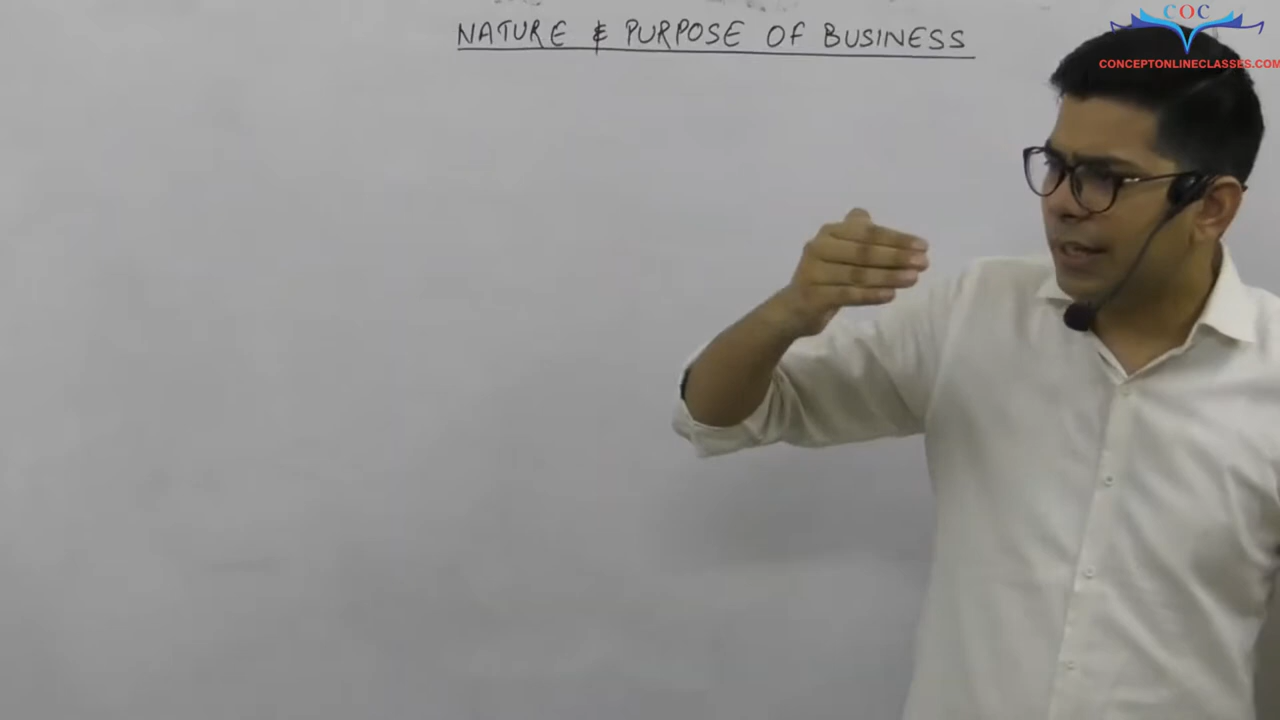 COC
NATURE & PURPOSE OF BUSINESS
CONCEPTONLINECLASSES.COM